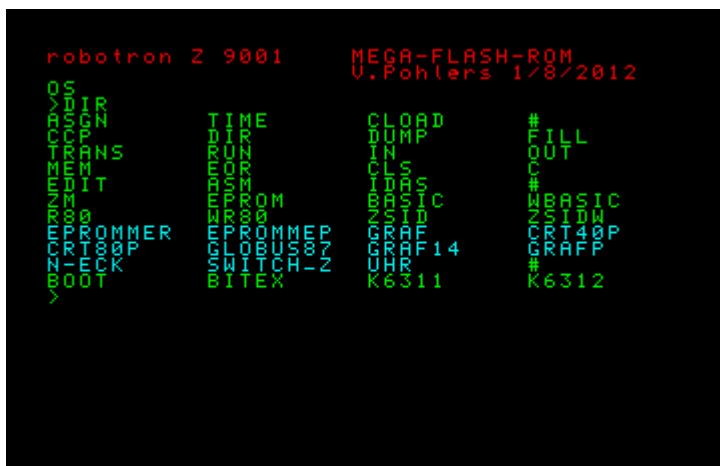 robotron Z 9001 MEGA-FLASH-ROM
V.Pohlers 1/8/2012
OS
>DIR
ASGN TIME CLOAD #
CCP DIR DUMP FILL
TRANS RUN IN OUT
MEM EOR CLS C
EDIT ASM IDAS #
ZM EPROM BASIC WBASIC
R80 WR80 ZSID ZSIDW
EPROMMER EPROMMEP GRAF CRT40P
CRT80P GLOBUS87 GRAF14 GRAFP
N-ECK SWITCH_Z UHR #
BOOT BITEX K6311 K6312
>